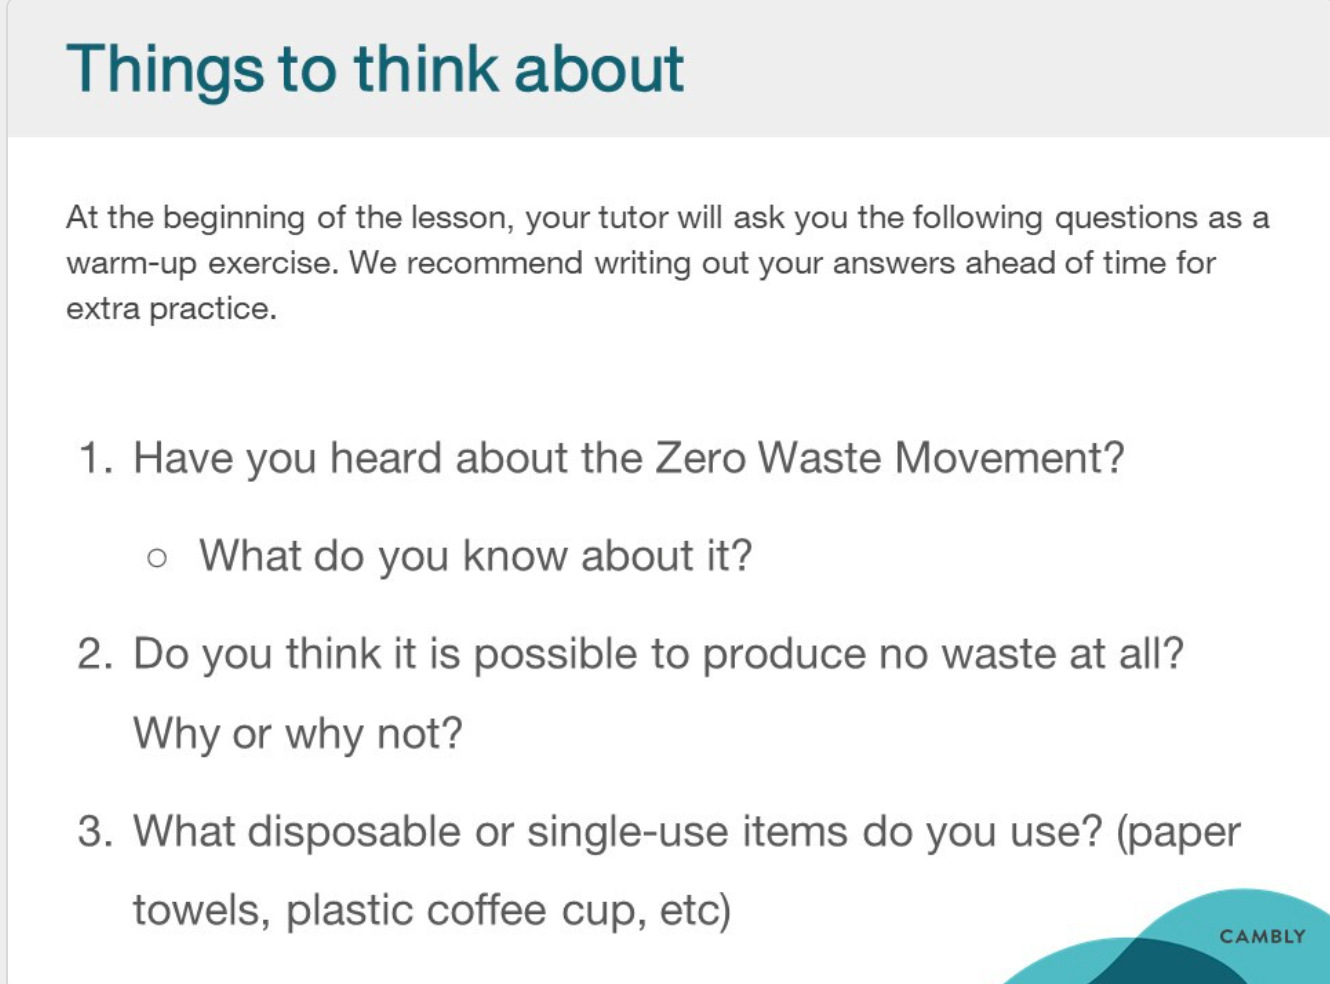 Things to think about
At the beginning of the lesson, your tutor will ask you the following questions as a
warm-up exercise. We recommend writing out your answers ahead of time for
extra practice.
1. Have you heard about the Zero Waste Movement?
○ What do you know about it?
2. Do you think it is possible to produce no waste at all?
Why or why not?
3. What disposable or single-use items do you use? (paper
towels, plastic coffee cup, etc)
CAMBLY